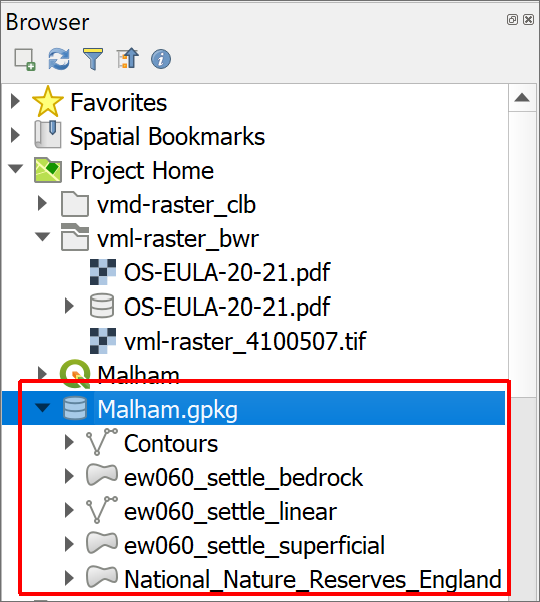 Browser
Favorites
Spatial Bookmarks
Project Home
vmd-raster_clb
vml-raster_bwr
OS-EULA-20-21.pdf
OS-EULA-20-21.pdf
vml-raster_4100507.tif
Malham
Malham.gpkg
Contours
ew060_settle_bedrock
ew060_settle_linear
ew060_settle_superficial
National_Nature_Reserves_England